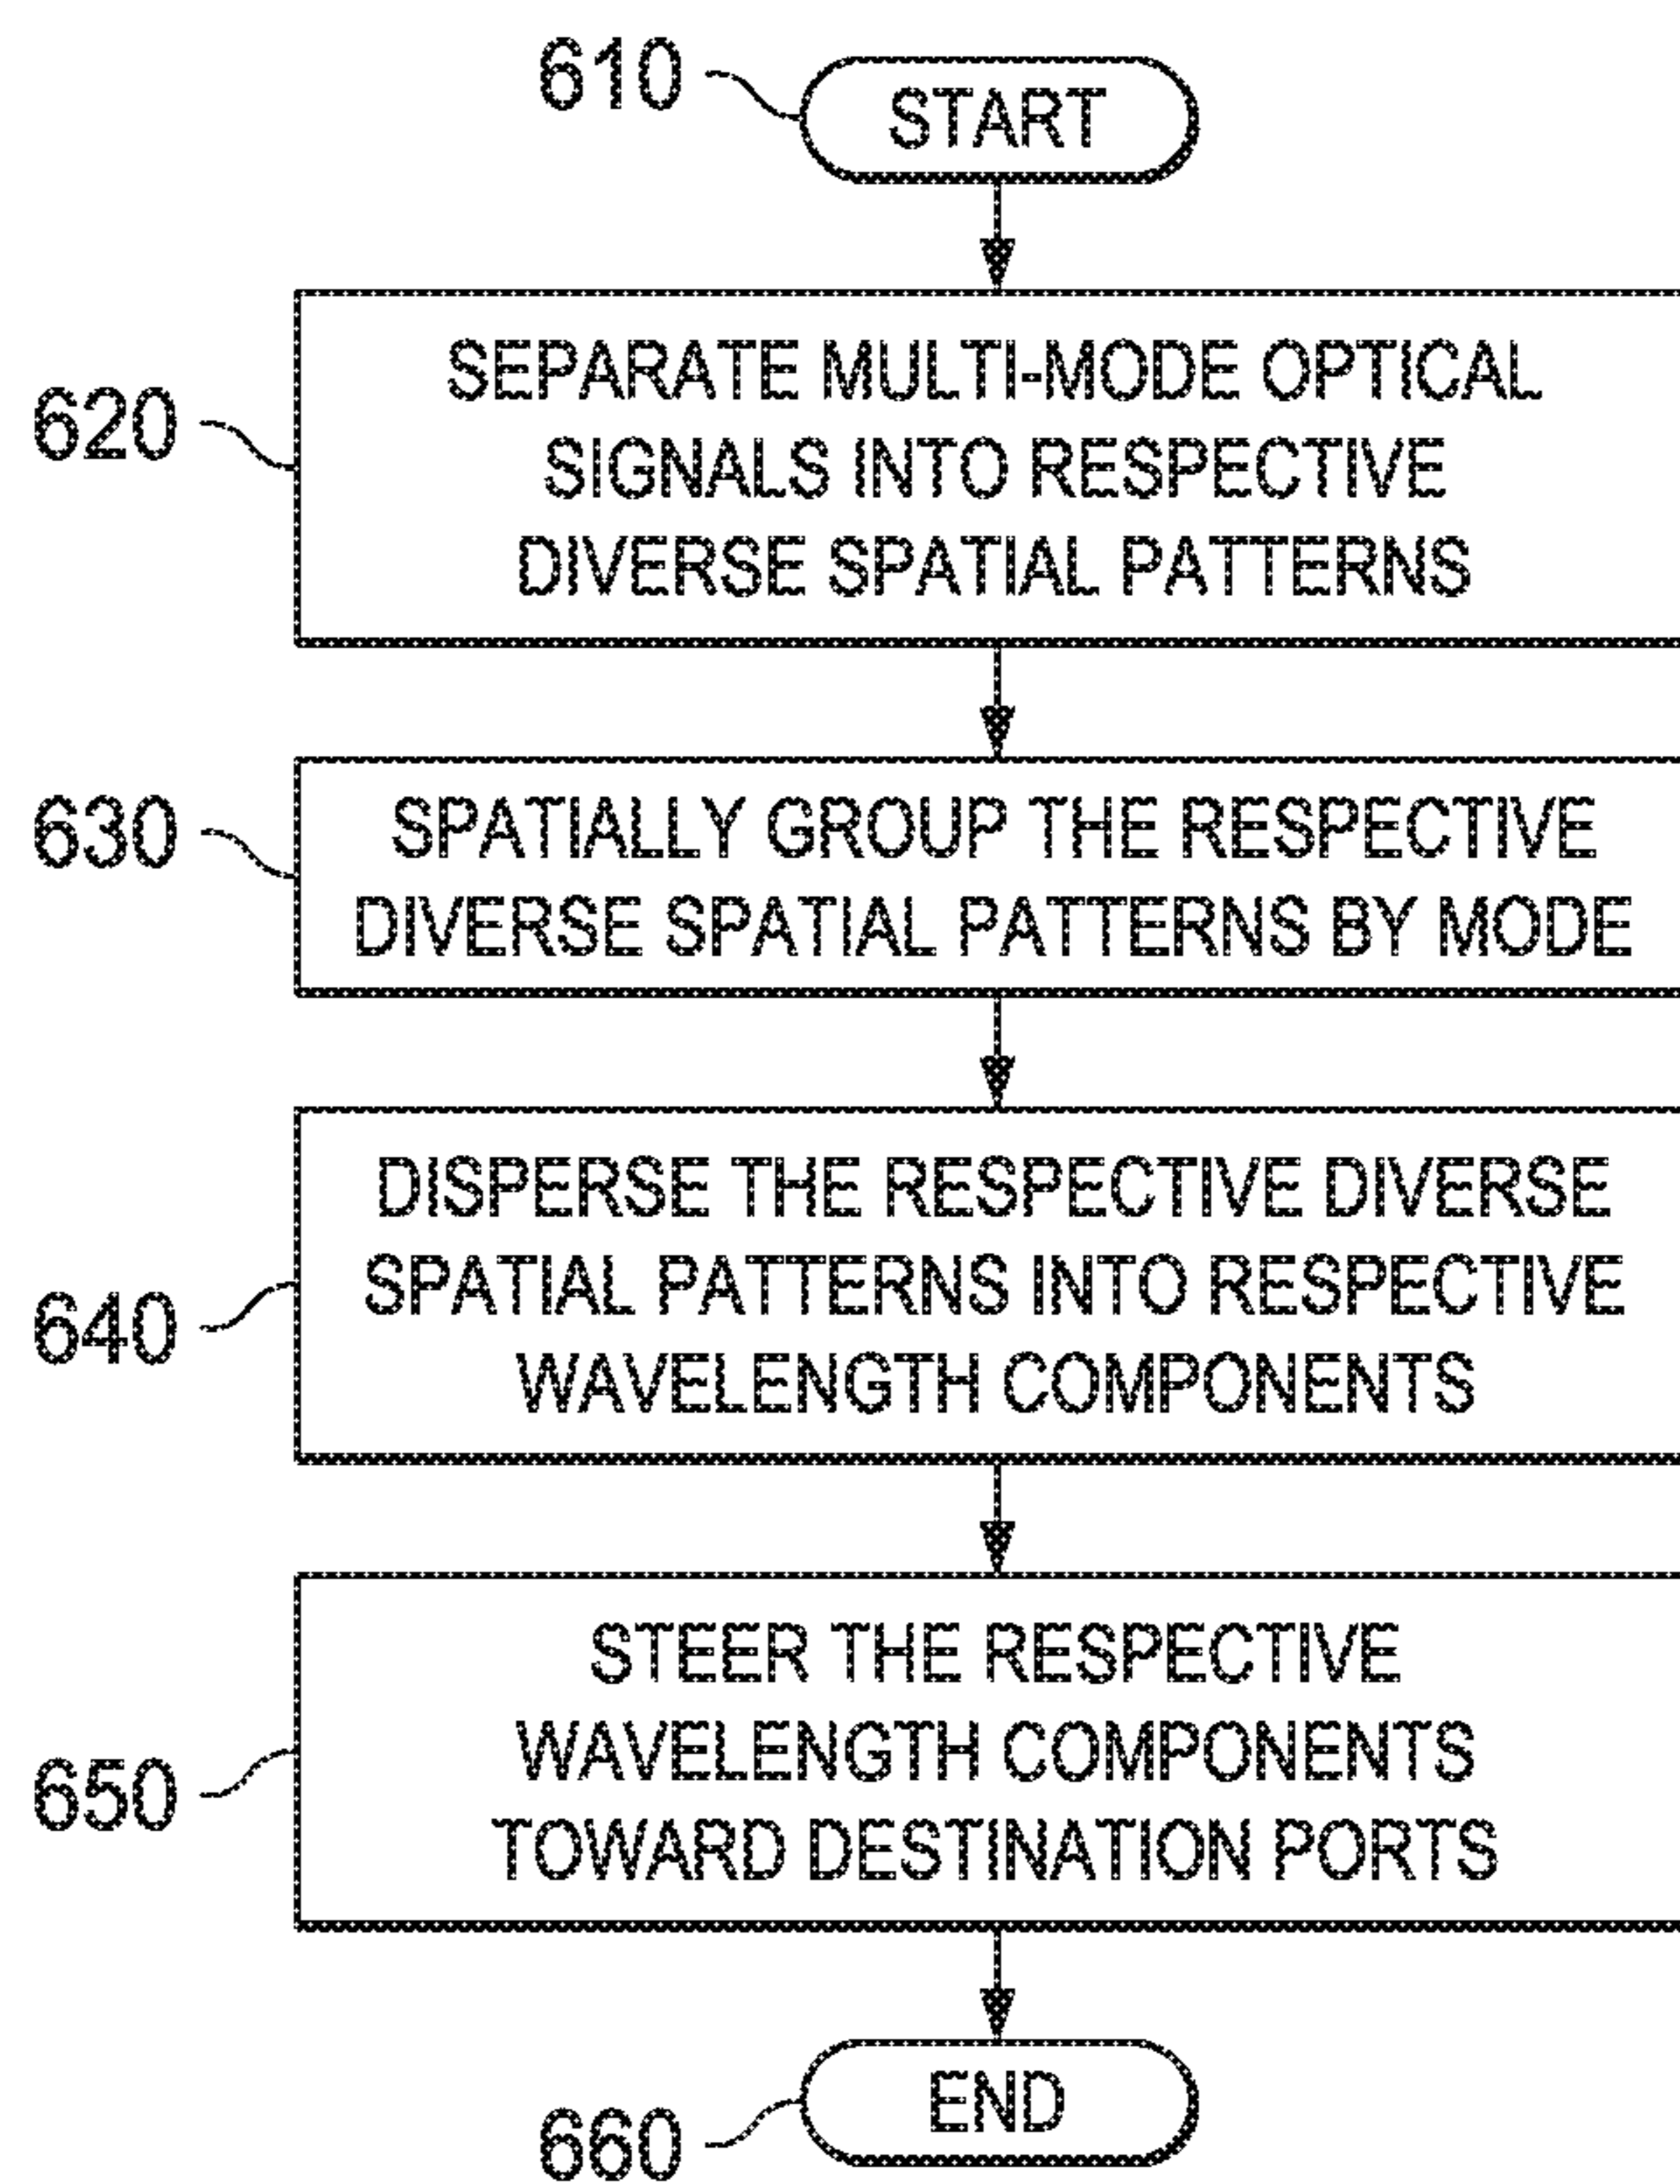 610
START
620
SEPARATE MULTI-MODE OPTICAL
SIGNALS INTO RESPECTIVE
DIVERSE SPATIAL PATTERNS
630
SPATIALLY GROUP THE RESPECTIVE
DIVERSE SPATIAL PATTERNS BY MODE
640
DISPERSE THE RESPECTIVE DIVERSE
SPATIAL PATTERNS INTO RESPECTIVE
WAVELENGTH COMPONENTS
650
STEER THE RESPECTIVE
WAVELENGTH COMPONENTS
TOWARD DESTINATION PORTS
660
END